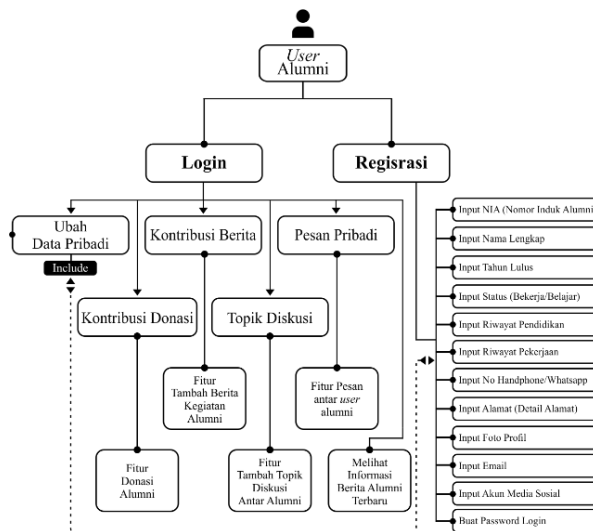 User
Alumni
Login
Regisrasi
Ubah
Data Pribadi
Include
Kontribusi Berita
Pesan Pribadi
Kontribusi Donasi
Topik Diskusi
Fitur
Tambah Berita
Kegiatan
Alumni
Fitur Pesan
antar user
alumni
Fitur
Donasi
Alumni
Fitur
Tambah Topik
Diskusi
Antar Alumni
Melihat
Informasi
Berita Alumni
Terbaru
Input NIA (Nomor Induk Alumni)
Input Nama Lengkap
Input Tahun Lulus
Input Status (Bekerja/Belajar)
Input Riwayat Pendidikan
Input Riwayat Pekerjaan
Input No Handphone/Whatsapp
Input Alamat (Detail Alamat)
Input Foto Profil
Input Email
Input Akun Media Sosial
Buat Password Login